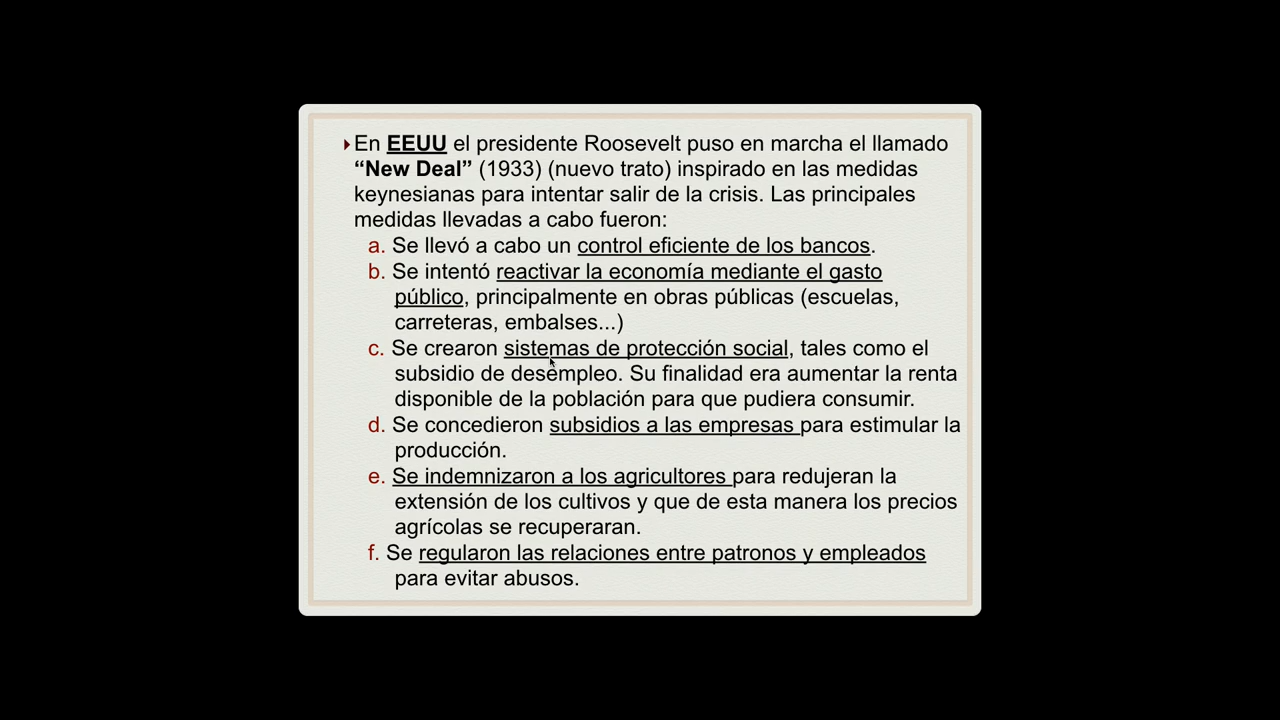 En EEUU el presidente Roosevelt puso en marcha el llamado
“New Deal” (1933) (nuevo trato) inspirado en las medidas
keynesianas para intentar salir de la crisis. Las principales
medidas llevadas a cabo fueron:
a. Se llevó a cabo un control eficiente de los bancos.
b. Se intentó reactivar la economía mediante el gasto
público, principalmente en obras públicas (escuelas,
carreteras, embalses...)
c. Se crearon sistemas de protección social, tales como el
subsidio de desempleo. Su finalidad era aumentar la renta
disponible de la población para que pudiera consumir.
d. Se concedieron subsidios a las empresas para estimular la
producción.
e. Se indemnizaron a los agricultores para redujeran la
extensión de los cultivos y que de esta manera los precios
agrícolas se recuperaran.
f. Se regularon las relaciones entre patronos y empleados
para evitar abusos.